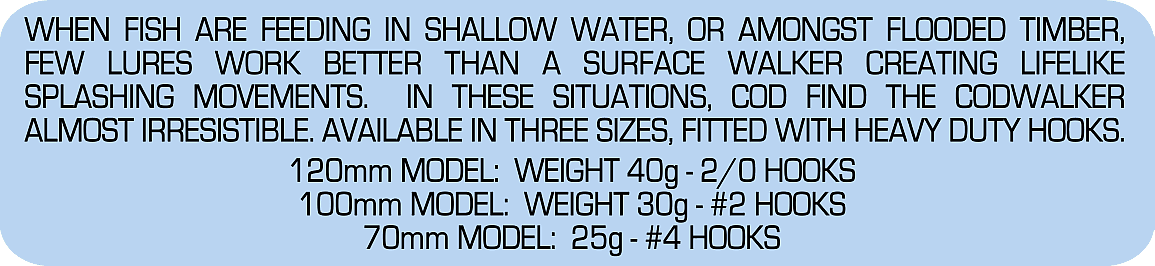 WHEN FISH ARE FEEDING IN SHALLOW WATER, OR AMONGST FLOODED TIMBER,
FEW LURES WORK BETTER THAN A SURFACE WALKER CREATING LIFELIKE
SPLASHING MOVEMENTS. IN THESE SITUATIONS, COD FIND THE CODWALKER
ALMOST IRRESISTIBLE. AVAILABLE IN THREE SIZES, FITTED WITH HEAVY DUTY HOOKS.
120mm MODEL: WEIGHT 40g - 2/0 HOOKS
100mm MODEL: WEIGHT 30g - #2 HOOKS
70mm MODEL: 25g - #4 HOOKS